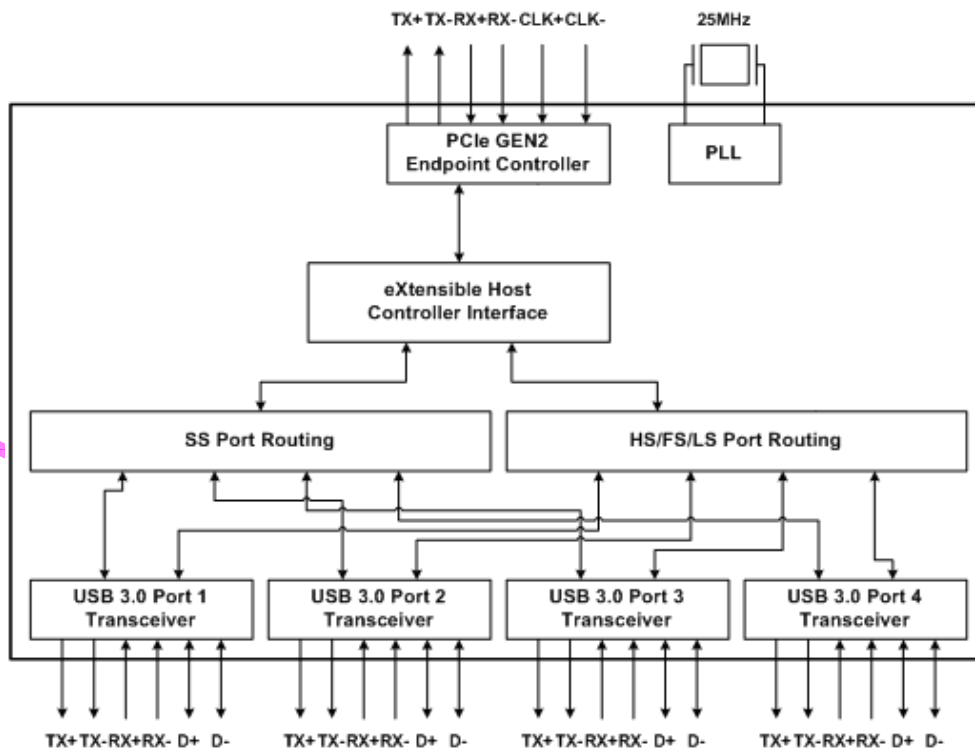 TX+ TX- RX+ RX- CLK+ CLK-
25MHz
PCIe GEN2
Endpoint Controller
PLL
eXtensible Host
Controller Interface
SS Port Routing
HS/FS/LS Port Routing
USB 3.0 Port 1
Transceiver
USB 3.0 Port 2
Transceiver
USB 3.0 Port 3
Transceiver
USB 3.0 Port 4
Transceiver
TX+ TX- RX+ RX- D+ D-
TX+ TX- RX+ RX- D+ D-
TX+ TX- RX+ RX- D+ D-
TX+ TX- RX+ RX- D+ D-